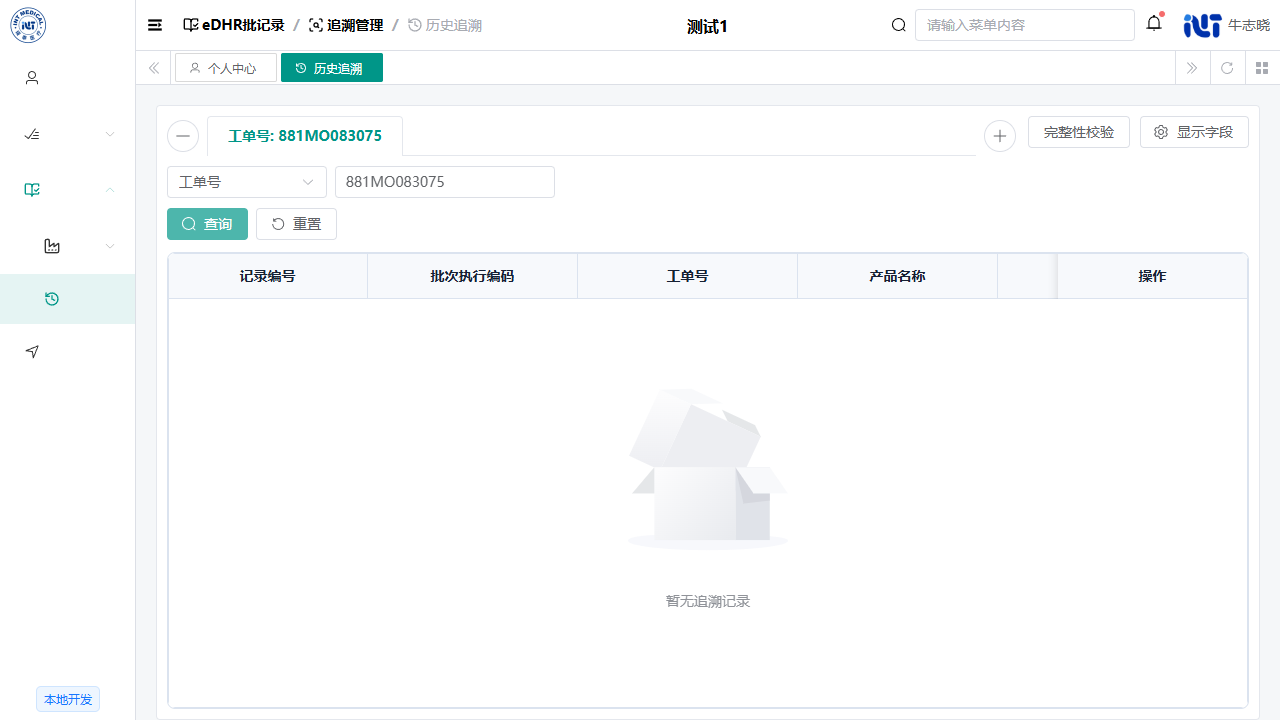 eDHR批记录 / 追溯管理 / 历史追溯
测试1
请输入菜单内容
牛志晓
个人中心
历史追溯
工单号: 881MO083075
完整性校验
显示字段
工单号
881MO083075
查询
重置
记录编号
批次执行编码
工单号
产品名称
操作
暂无追溯记录
本地开发